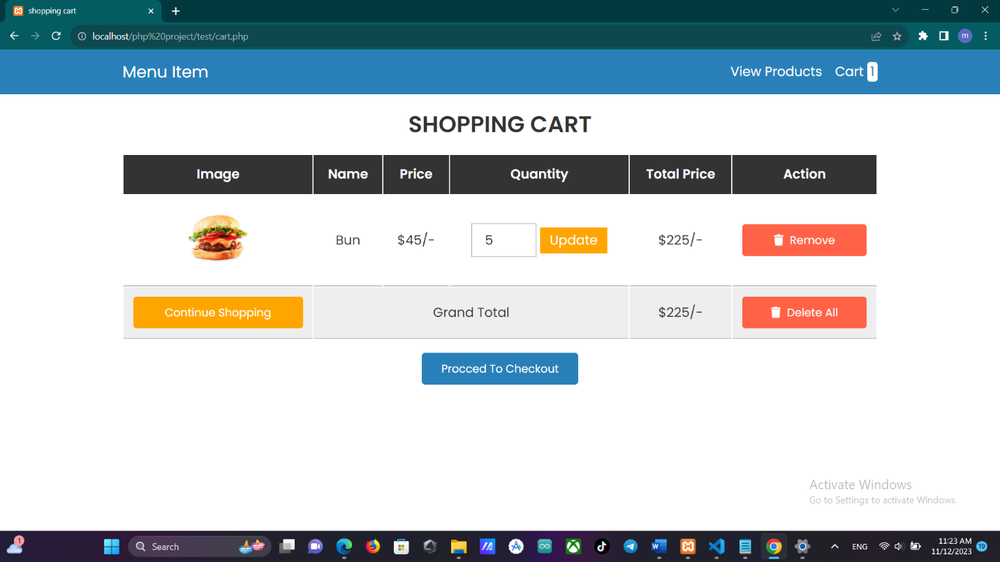 shopping cart
localhost/php%20project/test/cart.php
m
Menu Item
View Products Cart 1
SHOPPING CART
Image Name Price Quantity Total Price Action
Bun $45/- 5 Update $225/- Remove
Continue Shopping Grand Total $225/- Delete All
Procced To Checkout
Activate Windows
Go to Settings to activate Windows.
1 Search ENG 11:23 AM
11/12/2023 19